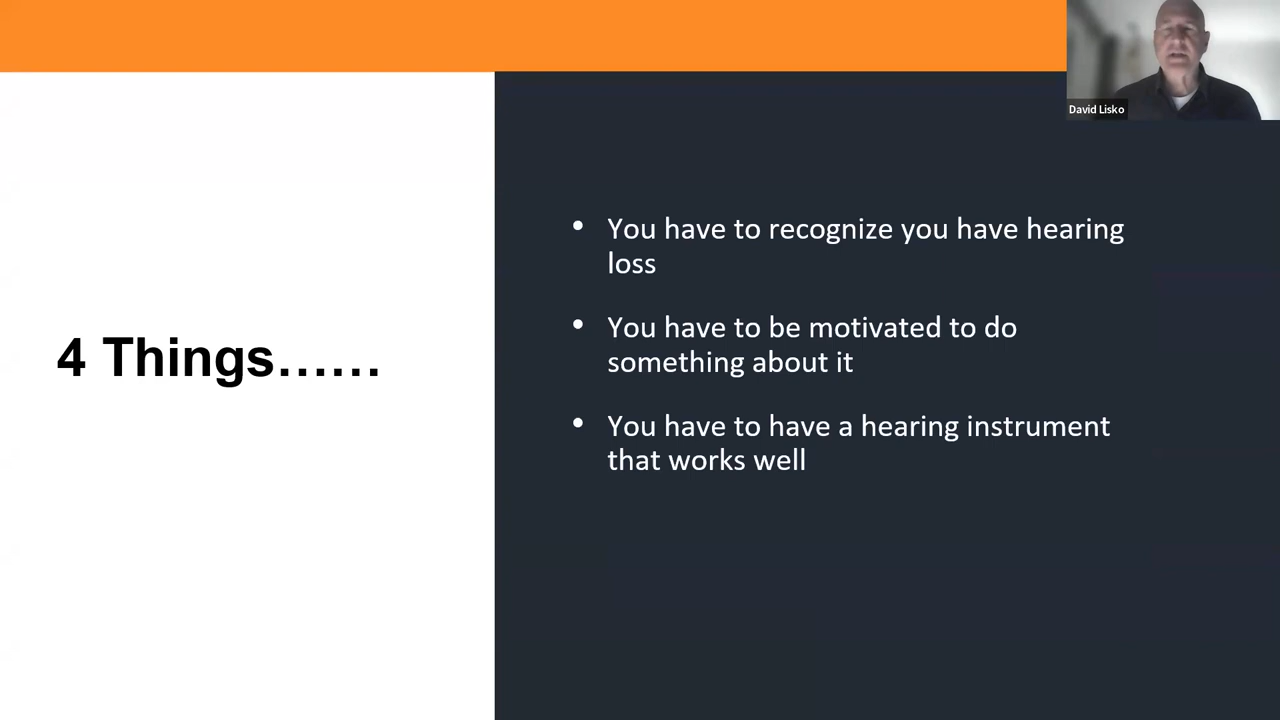 David Lisko
4 Things......
• You have to recognize you have hearing
loss
• You have to be motivated to do
something about it
• You have to have a hearing instrument
that works well